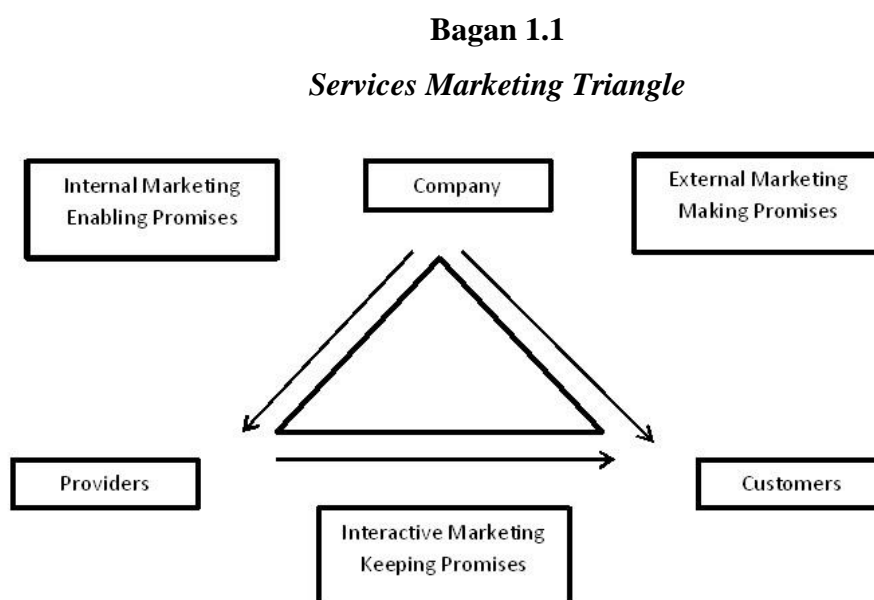 Bagan 1.1
Services Marketing Triangle
Internal Marketing
Enabling Promises
Company
External Marketing
Making Promises
Providers
Customers
Interactive Marketing
Keeping Promises